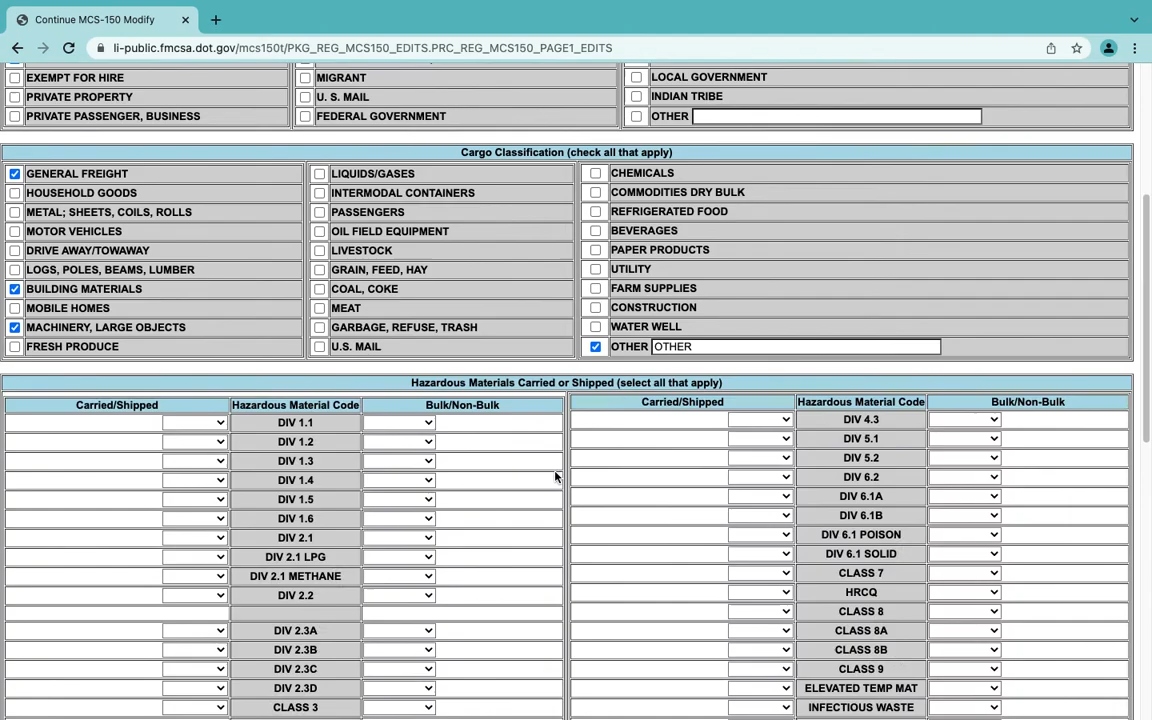 Continue MCS-150 Modify
li-public.fmcsa.dot.gov/mcs150t/PKG_REG_MCS150_EDITS.PRC_REG_MCS150_PAGE1_EDITS
EXEMPT FOR HIRE MIGRANT LOCAL GOVERNMENT
PRIVATE PROPERTY U. S. MAIL INDIAN TRIBE
PRIVATE PASSENGER, BUSINESS FEDERAL GOVERNMENT OTHER
Cargo Classification (check all that apply)
GENERAL FREIGHT LIQUIDS/GASES CHEMICALS
HOUSEHOLD GOODS INTERMODAL CONTAINERS COMMODITIES DRY BULK
METAL; SHEETS, COILS, ROLLS PASSENGERS REFRIGERATED FOOD
MOTOR VEHICLES OIL FIELD EQUIPMENT BEVERAGES
DRIVE AWAY/TOWAWAY LIVESTOCK PAPER PRODUCTS
LOGS, POLES, BEAMS, LUMBER GRAIN, FEED, HAY UTILITY
BUILDING MATERIALS COAL, COKE FARM SUPPLIES
MOBILE HOMES MEAT CONSTRUCTION
MACHINERY, LARGE OBJECTS GARBAGE, REFUSE, TRASH WATER WELL
FRESH PRODUCE U.S. MAIL OTHER OTHER
Hazardous Materials Carried or Shipped (select all that apply)
Carried/Shipped Hazardous Material Code Bulk/Non-Bulk Carried/Shipped Hazardous Material Code Bulk/Non-Bulk
DIV 1.1 DIV 4.3
DIV 1.2 DIV 5.1
DIV 1.3 DIV 5.2
DIV 1.4 DIV 6.2
DIV 1.5 DIV 6.1A
DIV 1.6 DIV 6.1B
DIV 2.1 DIV 6.1 POISON
DIV 2.1 LPG DIV 6.1 SOLID
DIV 2.1 METHANE CLASS 7
DIV 2.2 HRCQ
CLASS 8
DIV 2.3A CLASS 8A
DIV 2.3B CLASS 8B
DIV 2.3C CLASS 9
DIV 2.3D ELEVATED TEMP MAT
CLASS 3 INFECTIOUS WASTE